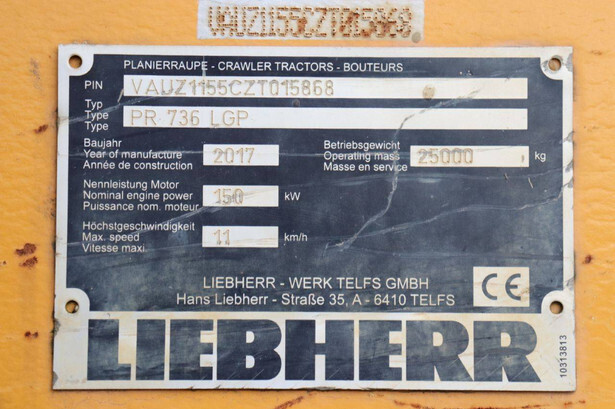 VAUZ1155CZT015868
PLANIERRAUPE - CRAWLER TRACTORS - BOUTEURS
PIN VAUZ1155CZT015868
Typ
Type PR 736 LGP
Type
Baujahr
Year of manufacture 2017
Année de construction
Betriebsgewicht
Operating mass 25000 kg
Masse en service
Nennleistung Motor
Nominal engine power 150 kW
Puissance nom. moteur
Höchstgeschwindigkeit
Max. speed 11 km/h
Vitesse maxi.
LIEBHERR - WERK TELFS GMBH
Hans Liebherr - Straße 35, A - 6410 TELFS
CE
LIEBHERR
10313813